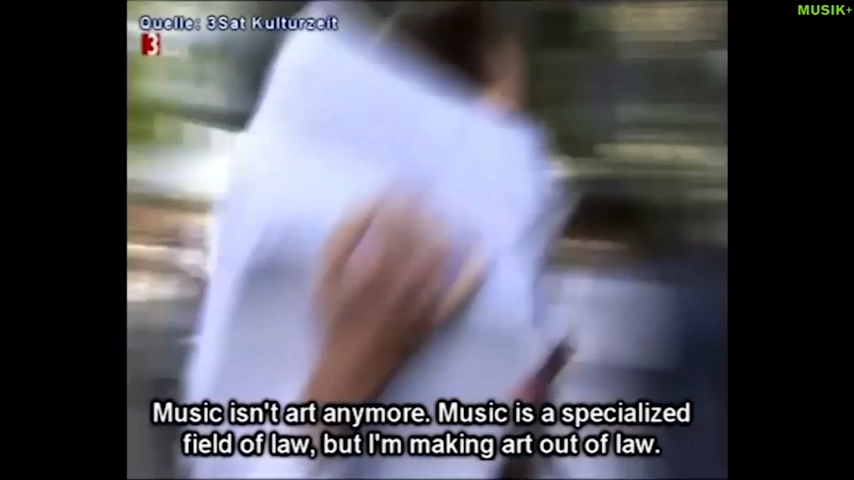 Quelle: 3Sat Kulturzeit
MUSIK+
3
Music isn't art anymore. Music is a specialized
field of law, but I'm making art out of law.